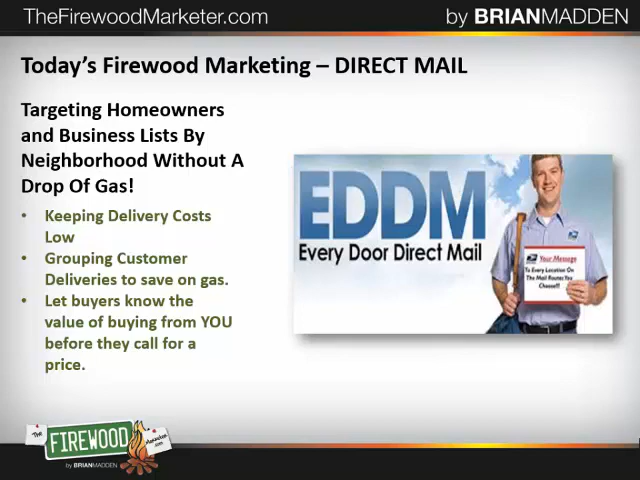 TheFirewoodMarketer.com
by BRIANMADDEN
Today's Firewood Marketing – DIRECT MAIL
Targeting Homeowners
and Business Lists By
Neighborhood Without A
Drop Of Gas!
• Keeping Delivery Costs
Low
• Grouping Customer
Deliveries to save on gas.
• Let buyers know the
value of buying from YOU
before they call for a
price.
EDDM
Every Door Direct Mail
Your Message
To Every Location On
The Mail Routes You
Choose!!
The
FIREWOOD
Marketer
.com
by BRIANMADDEN